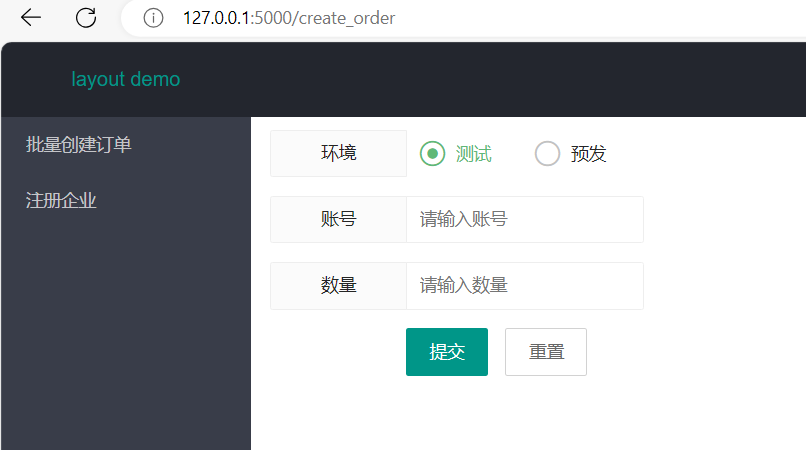 127.0.0.1:5000/create_order
layout demo
批量创建订单
注册企业
环境 测试 预发
账号 请输入账号
数量 请输入数量
提交 重置